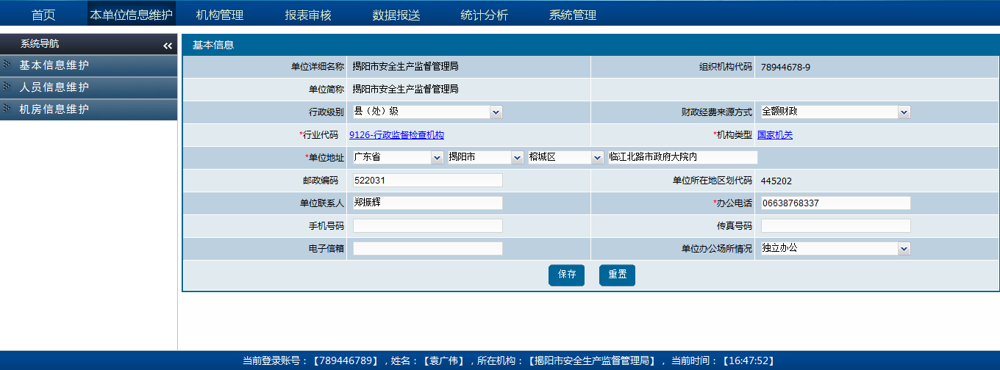 首页 本单位信息维护 机构管理 报表审核 数据报送 统计分析 系统管理
系统导航
基本信息维护
人员信息维护
机房信息维护
基本信息
单位详细名称 揭阳市安全生产监督管理局 组织机构代码 78944678-9
单位简称 揭阳市安全生产监督管理局
行政级别 县（处）级 财政经费来源方式 全额财政
*行业代码 9126-行政监督检查机构 *机构类型 国家机关
*单位地址 广东省 揭阳市 榕城区 临江北路市政府大院内
邮政编码 522031 单位所在地区划代码 445202
单位联系人 郑振辉 *办公电话 06638768337
手机号码 传真号码
电子信箱 单位办公场所情况 独立办公
保存 重置
当前登录账号：【789446789】，姓名：【袁广伟】，所在机构：【揭阳市安全生产监督管理局】， 当前时间：【16:47:52】